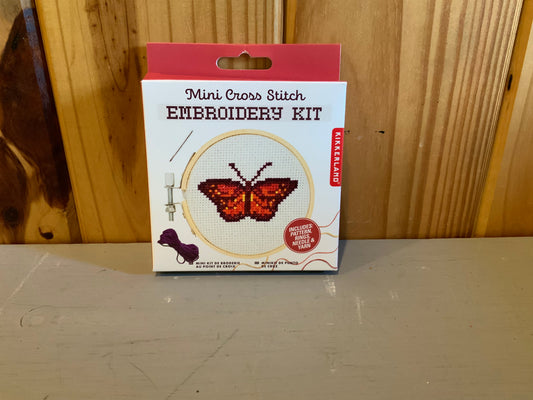 Mini Cross Stitch
EMBROIDERY KIT
KIKKERLAND
INCLUDES:
PATTERN,
RINGS,
NEEDLE &
YARN
MINI KIT DE BRODERIE
AU POINT DE CROIX
MINIKIT DE PUNTO
DE CRUZ